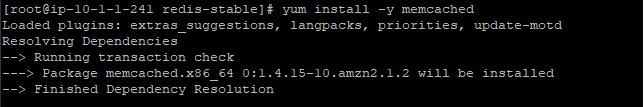 [root@ip-10-1-1-241 redis-stable]# yum install -y memcached
Loaded plugins: extras_suggestions, langpacks, priorities, update-motd
Resolving Dependencies
--> Running transaction check
---> Package memcached.x86_64 0:1.4.15-10.amzn2.1.2 will be installed
--> Finished Dependency Resolution